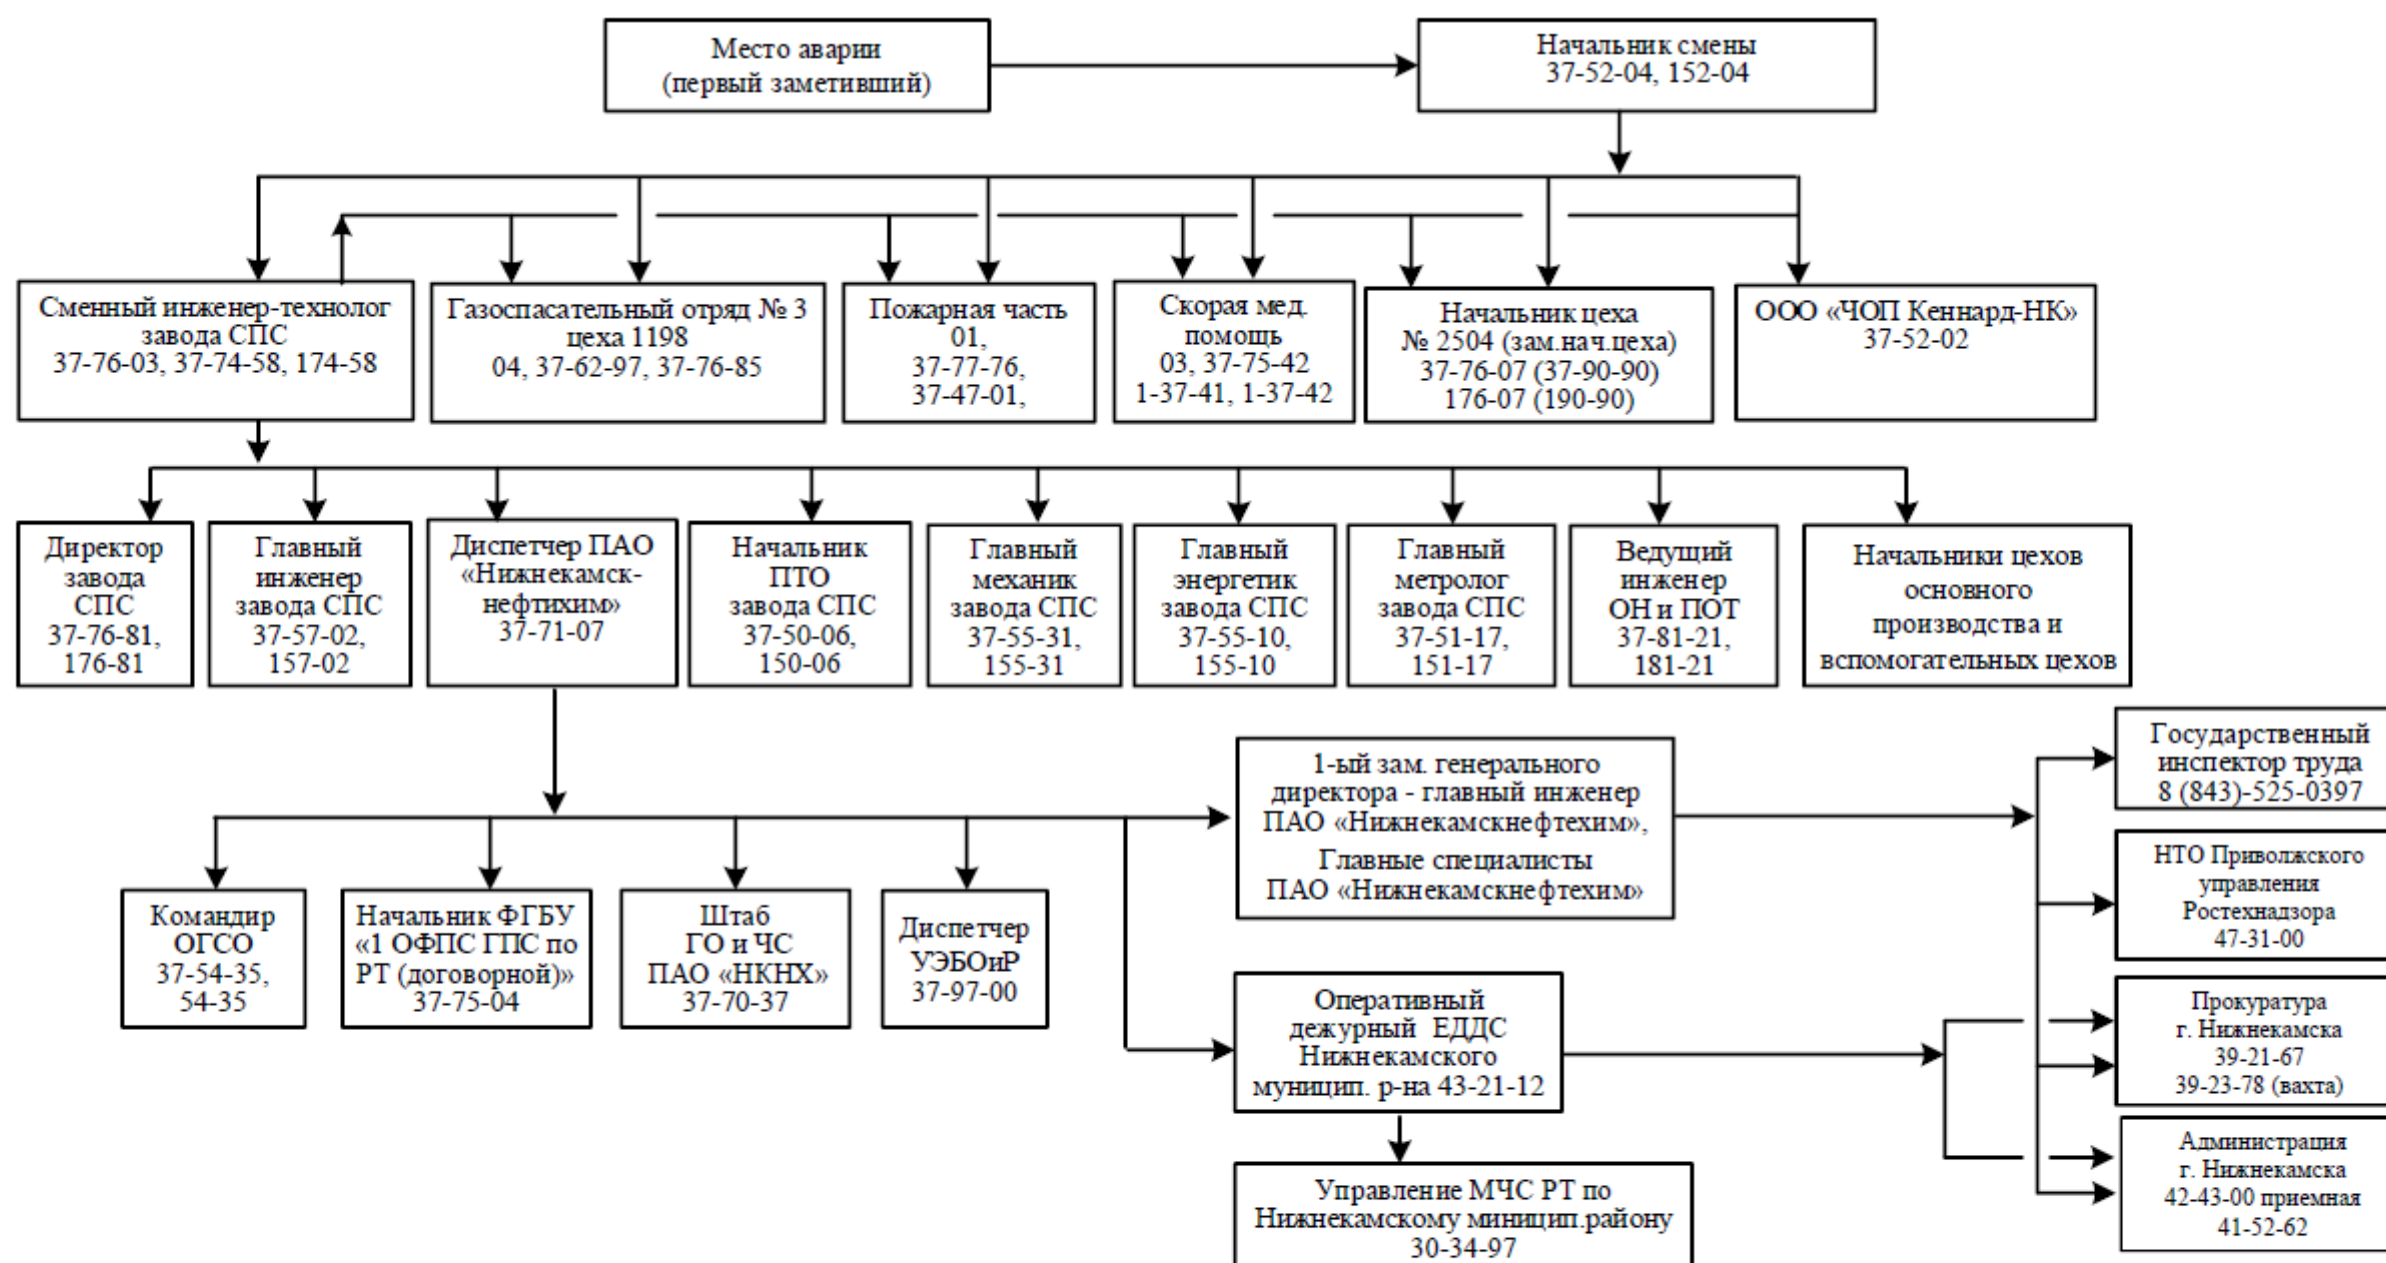 Место аварии
(первый заметивший)
Начальник смены
37-52-04, 152-04
Сменный инженер-технолог
завода СПС
37-76-03, 37-74-58, 174-58
Газоспасательный отряд № 3
цеха 1198
04, 37-62-97, 37-76-85
Пожарная часть
01,
37-77-76,
37-47-01,
Скорая мед.
помощь
03, 37-75-42
1-37-41, 1-37-42
Начальник цеха
№ 2504 (зам.нач.цеха)
37-76-07 (37-90-90)
176-07 (190-90)
ООО «ЧОП Кеннард-НК»
37-52-02
Директор
завода
СПС
37-76-81,
176-81
Главный
инженер
завода СПС
37-57-02,
157-02
Диспетчер ПАО
«Нижнекамск-
нефтихим»
37-71-07
Начальник
ПТО
завода СПС
37-50-06,
150-06
Главный
механик
завода СПС
37-55-31,
155-31
Главный
энергетик
завода СПС
37-55-10,
155-10
Главный
метролог
завода СПС
37-51-17,
151-17
Ведущий
инженер
ОН и ПОТ
37-81-21,
181-21
Начальники цехов
основного
производства и
вспомогательных цехов
Командир
ОГСО
37-54-35,
54-35
Начальник ФГБУ
«1 ОФПС ГПС по
РТ (договорной)»
37-75-04
Штаб
ГО и ЧС
ПАО «НКНХ»
37-70-37
Диспетчер
УЭБОиР
37-97-00
1-ый зам. генерального
директора - главный инженер
ПАО «Нижнекамскнефтехим»,
Главные специалисты
ПАО «Нижнекамскнефтехим»
Оперативный
дежурный ЕДДС
Нижнекамского
муницип. р-на 43-21-12
Управление МЧС РТ по
Нижнекамскому миницип.району
30-34-97
Государственный
инспектор труда
8 (843)-525-0397
НТО Приволжского
управления
Ростехнадзора
47-31-00
Прокуратура
г. Нижнекамска
39-21-67
39-23-78 (вахта)
Администрация
г. Нижнекамска
42-43-00 приемная
41-52-62